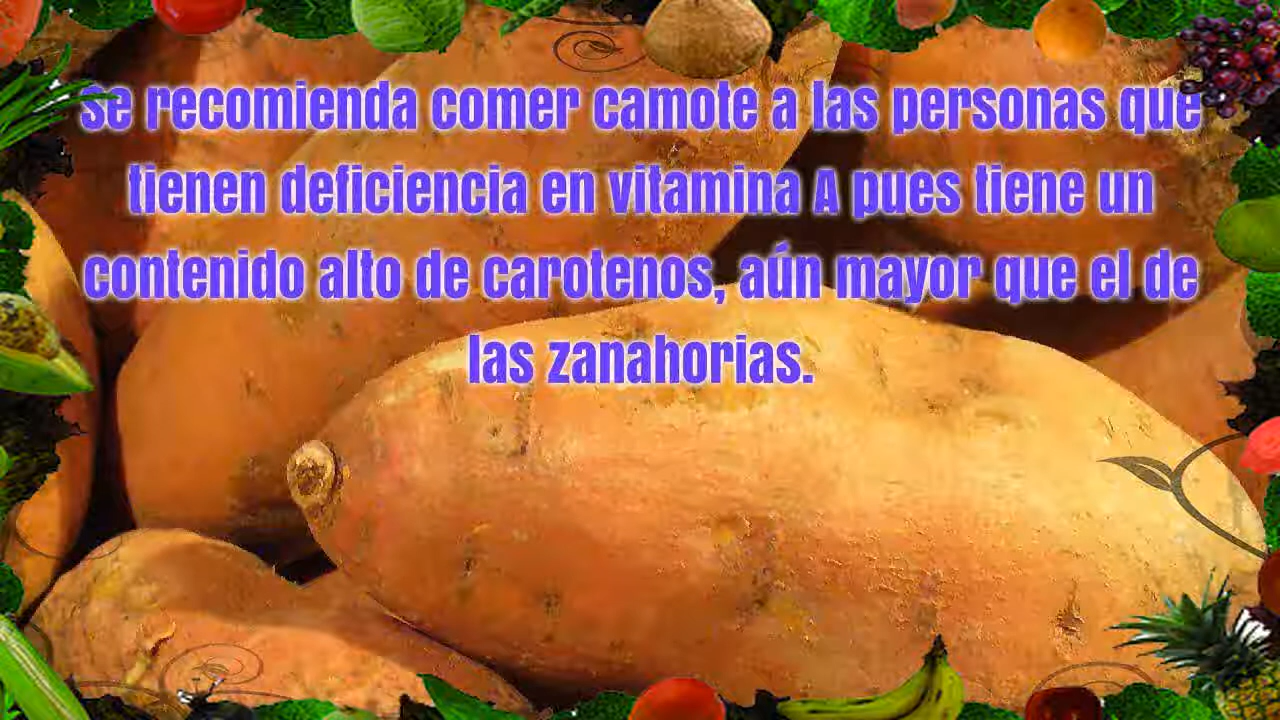 se recomienda comer camote a las personas que
tienen deficiencia en vitamina A pues tiene un
contenido alto de carotenos, aún mayor que el de
las zanahorias.